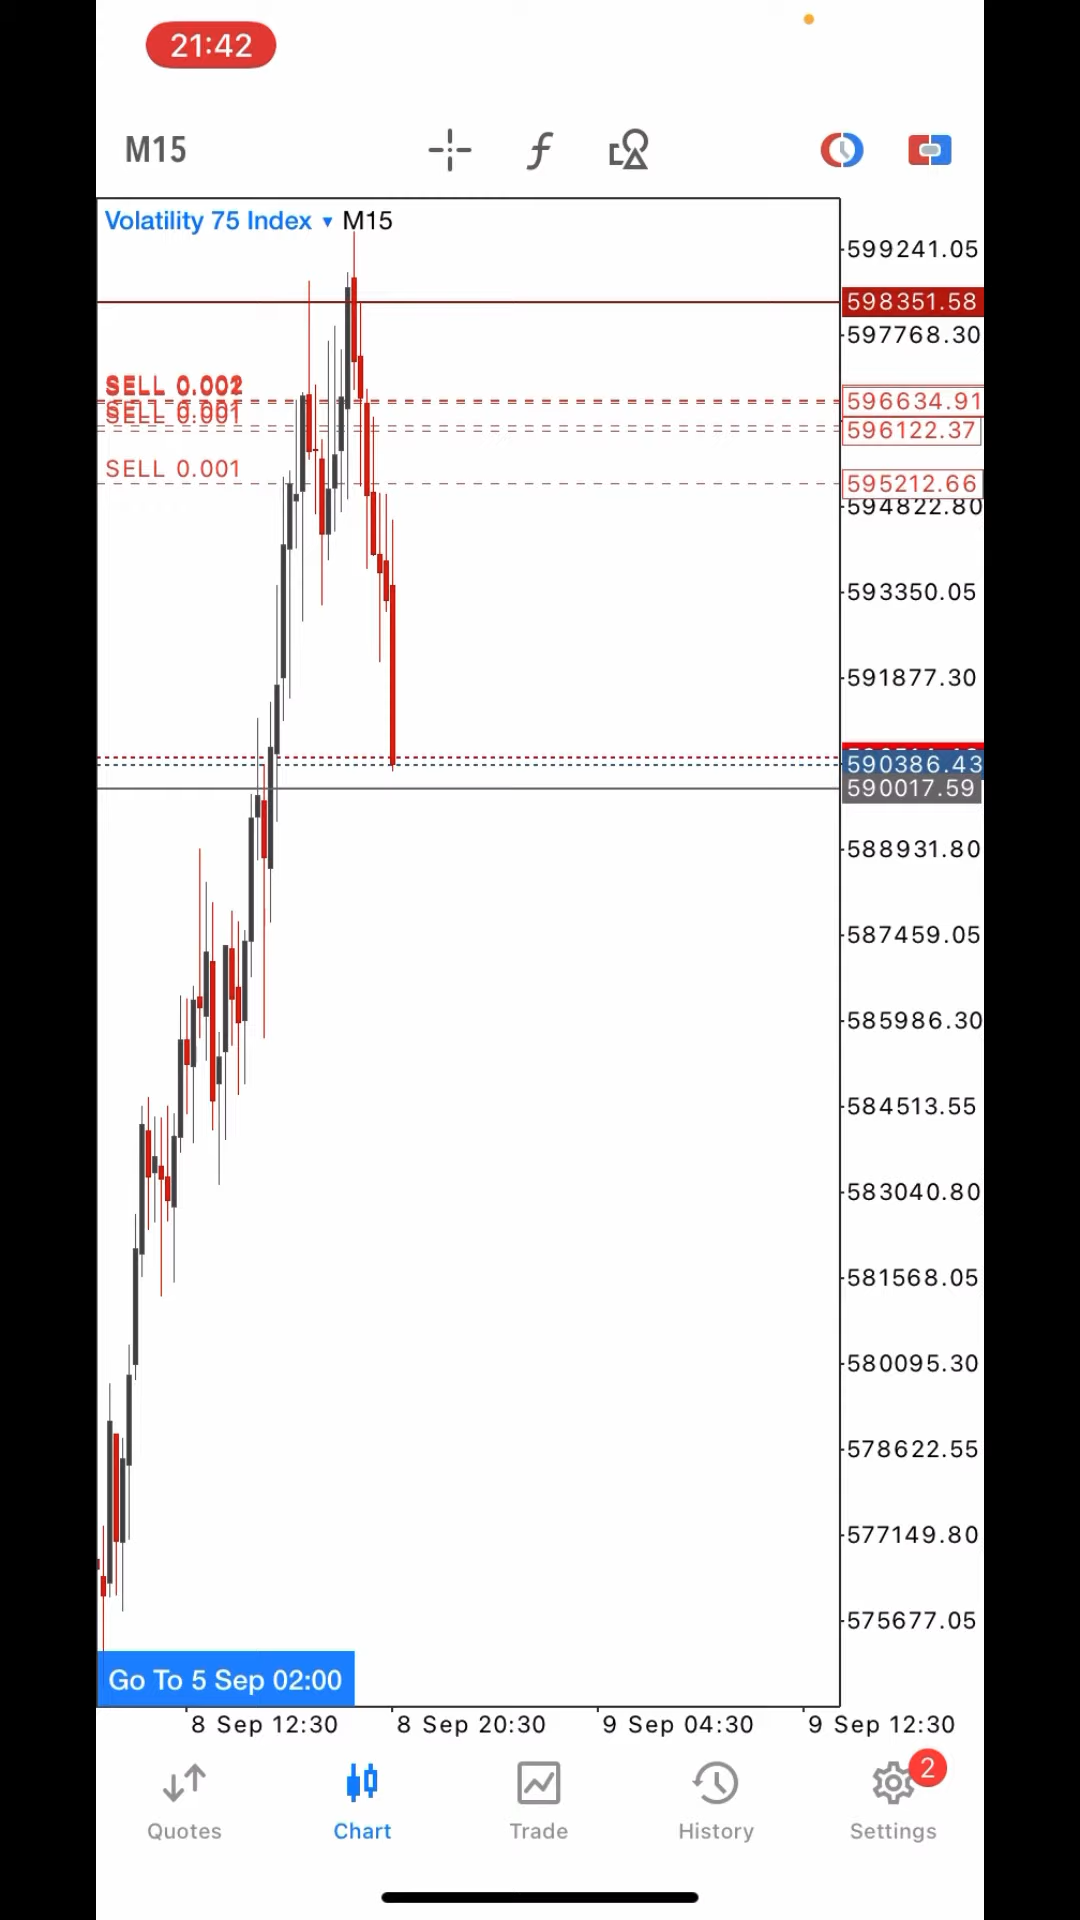 21:42
M15
Volatility 75 Index ▾ M15
599241.05
598351.58
597768.30
SELL 0.002
596634.91
SELL 0.001
596122.37
SELL 0.001
595212.66
594822.80
593350.05
591877.30
590386.43
590017.59
588931.80
587459.05
585986.30
584513.55
583040.80
581568.05
580095.30
578622.55
577149.80
575677.05
Go To 5 Sep 02:00
8 Sep 12:30
8 Sep 20:30
9 Sep 04:30
9 Sep 12:30
2
Quotes
Chart
Trade
History
Settings